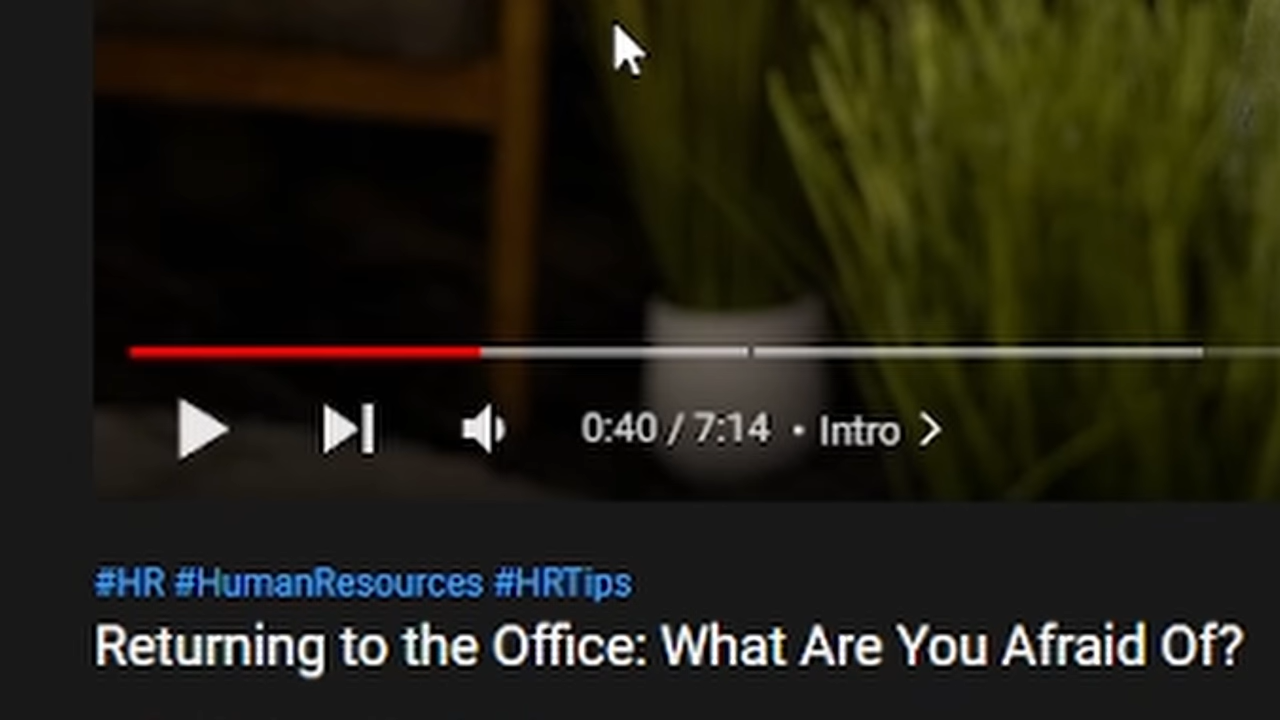 0:40 / 7:14 • Intro >
#HR #HumanResources #HRTips
Returning to the Office: What Are You Afraid Of?